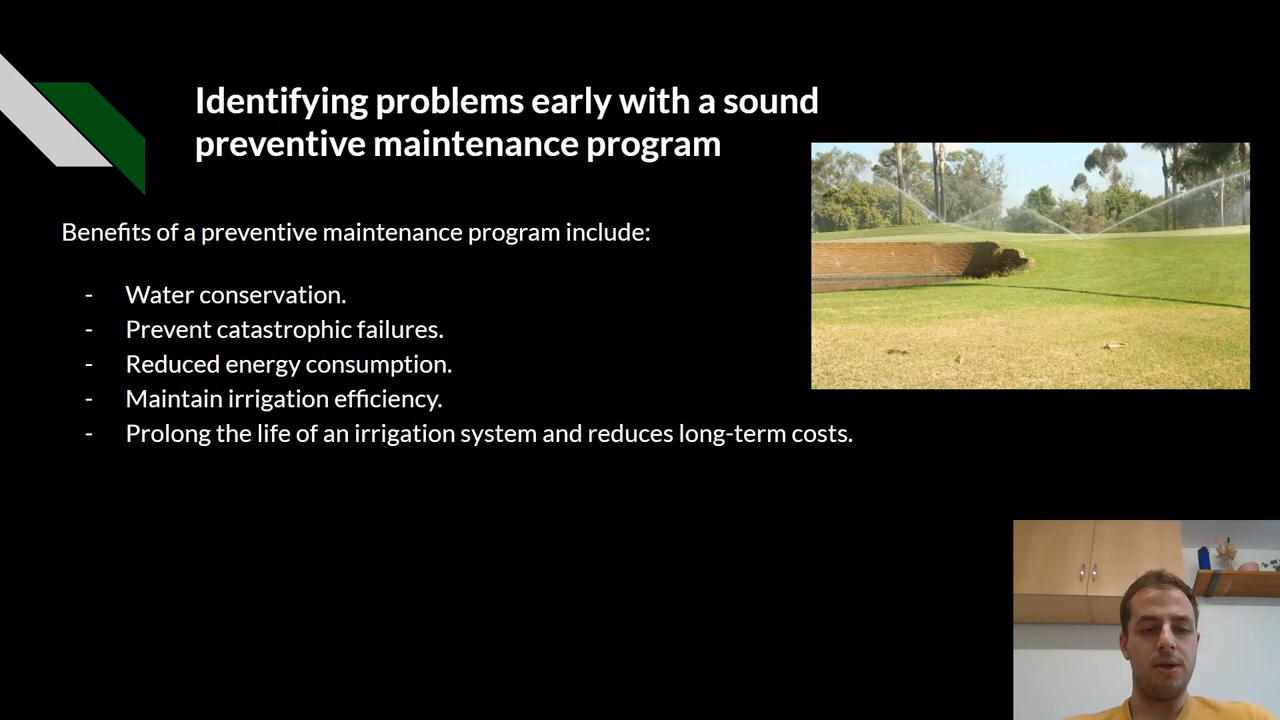 Identifying problems early with a sound
preventive maintenance program
Benefits of a preventive maintenance program include:
- Water conservation.
- Prevent catastrophic failures.
- Reduced energy consumption.
- Maintain irrigation efficiency.
- Prolong the life of an irrigation system and reduces long-term costs.